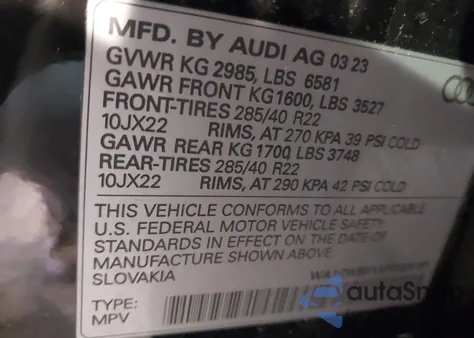 MFD. BY AUDI AG 03 23
GVWR KG 2985, LBS 6581
GAWR FRONT KG1600, LBS 3527
FRONT-TIRES 285/40 R22
10JX22 RIMS, AT 270 KPA 39 PSI COLD
GAWR REAR KG 1700, LBS 3748
REAR-TIRES 285/40 R22
10JX22 RIMS, AT 290 KPA 42 PSI COLD
THIS VEHICLE CONFORMS TO ALL APPLICABLE
U.S. FEDERAL MOTOR VEHICLE SAFETY
STANDARDS IN EFFECT ON THE DATE OF
MANUFACTURE SHOWN ABOVE.
SLOVAKIA
TYPE:
MPV